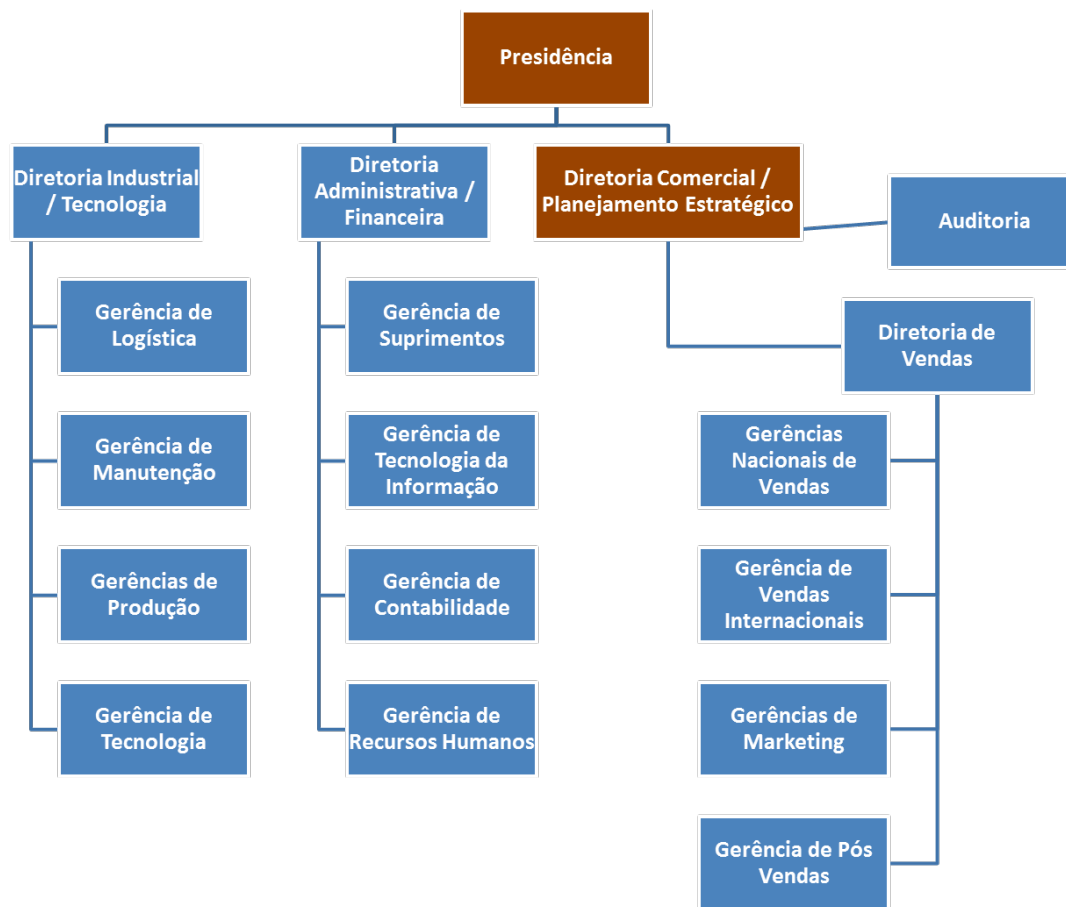 Presidência
Diretoria Industrial
/ Tecnologia
Diretoria
Administrativa /
Financeira
Diretoria Comercial /
Planejamento Estratégico
Auditoria
Gerência de
Logística
Gerência de
Suprimentos
Diretoria de
Vendas
Gerência de
Manutenção
Gerência de
Tecnologia da
Informação
Gerências
Nacionais de
Vendas
Gerências de
Produção
Gerência de
Contabilidade
Gerência de
Vendas
Internacionais
Gerência de
Tecnologia
Gerência de
Recursos Humanos
Gerências de
Marketing
Gerência de Pós
Vendas